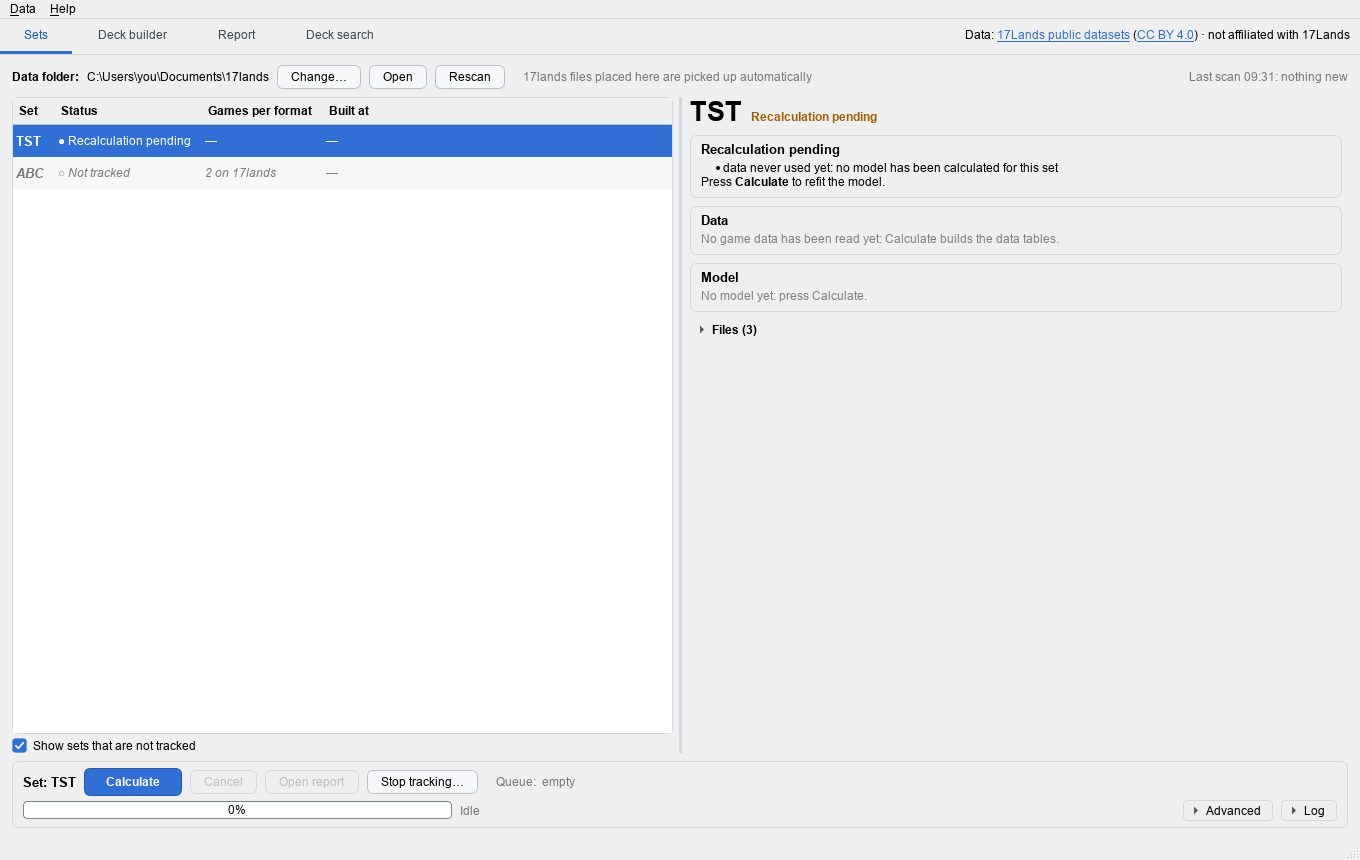 Data Help
Sets Deck builder Report Deck search Data: 17Lands public datasets (CC BY 4.0) · not affiliated with 17Lands
Data folder: C:\Users\you\Documents\17lands Change… Open Rescan 17lands files placed here are picked up automatically Last scan 09:31: nothing new
Set Status Games per format Built at
TST ● Recalculation pending — —
ABC ○ Not tracked 2 on 17lands —
Show sets that are not tracked
TST Recalculation pending
Recalculation pending
• data never used yet: no model has been calculated for this set
Press Calculate to refit the model.
Data
No game data has been read yet: Calculate builds the data tables.
Model
No model yet: press Calculate.
Files (3)
Set: TST Calculate Cancel Open report Stop tracking… Queue: empty
0% Idle Advanced Log